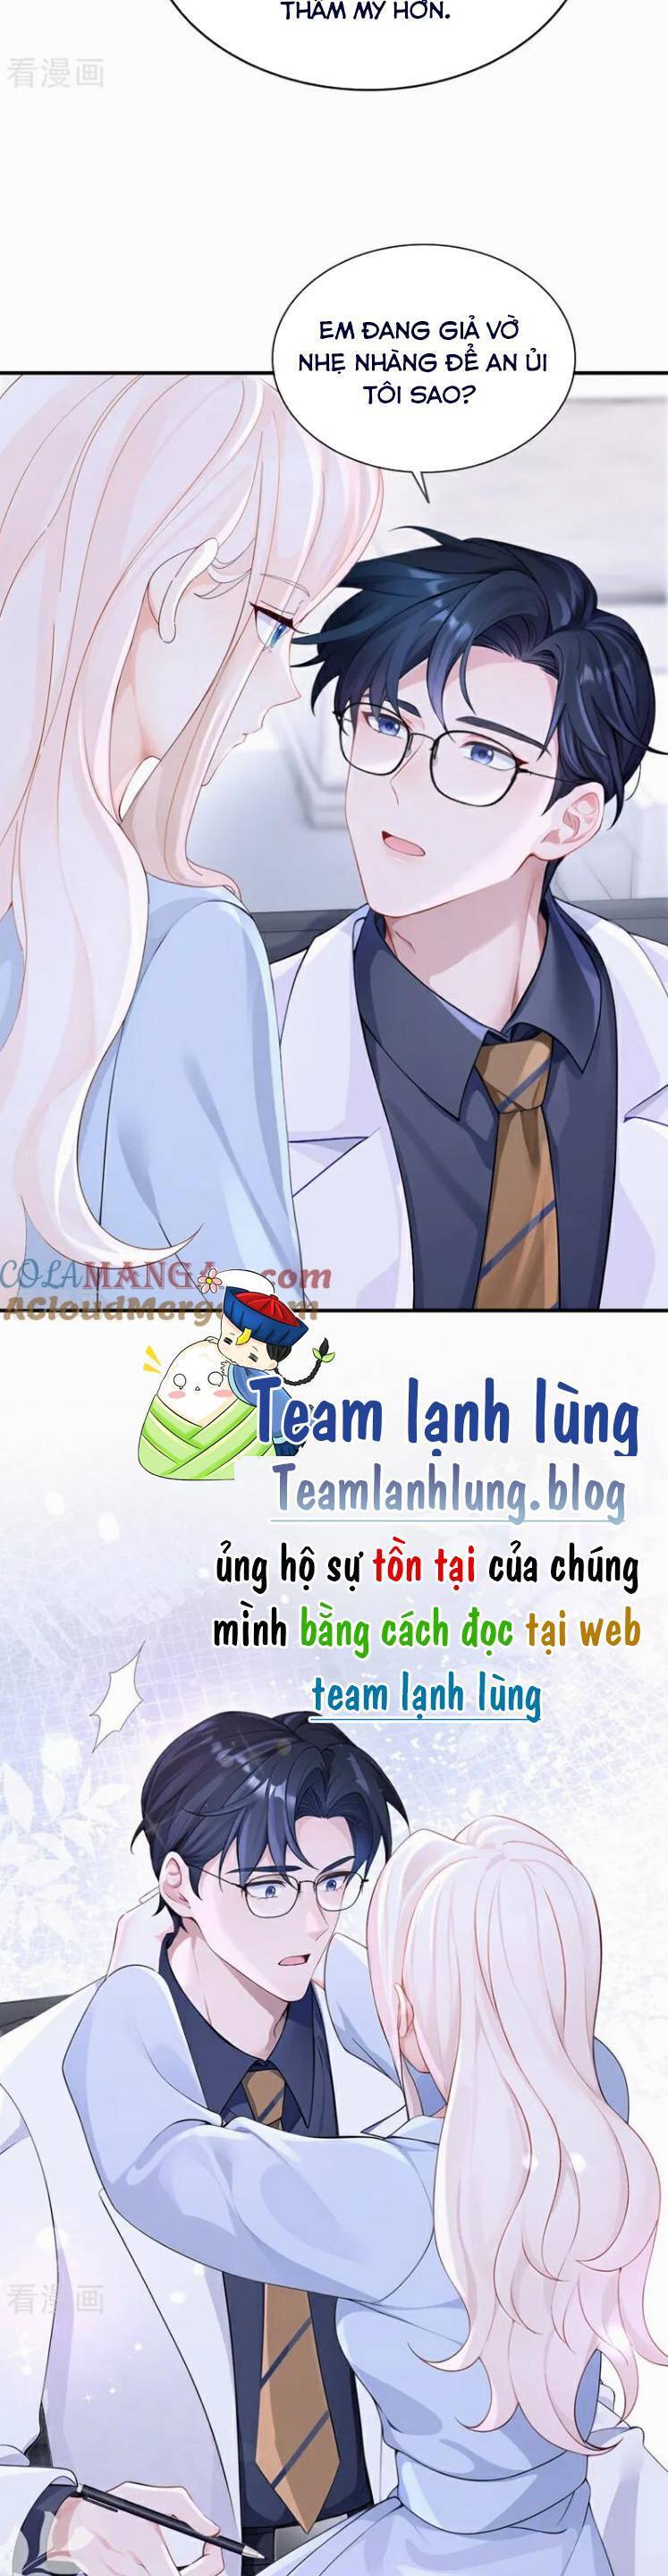 THẨM MỸ HƠN.
看漫画
EM ĐANG GIẢ VỜ
NHẸ NHÀNG ĐỂ AN ỦI
TÔI SAO?
COLAMANGA.com
AcloudMerge.com
Team lạnh lùng
Teamlanhlung.blog
ủng hộ sự tồn tại của chúng
mình bằng cách đọc tại web
team lạnh lùng
看漫画